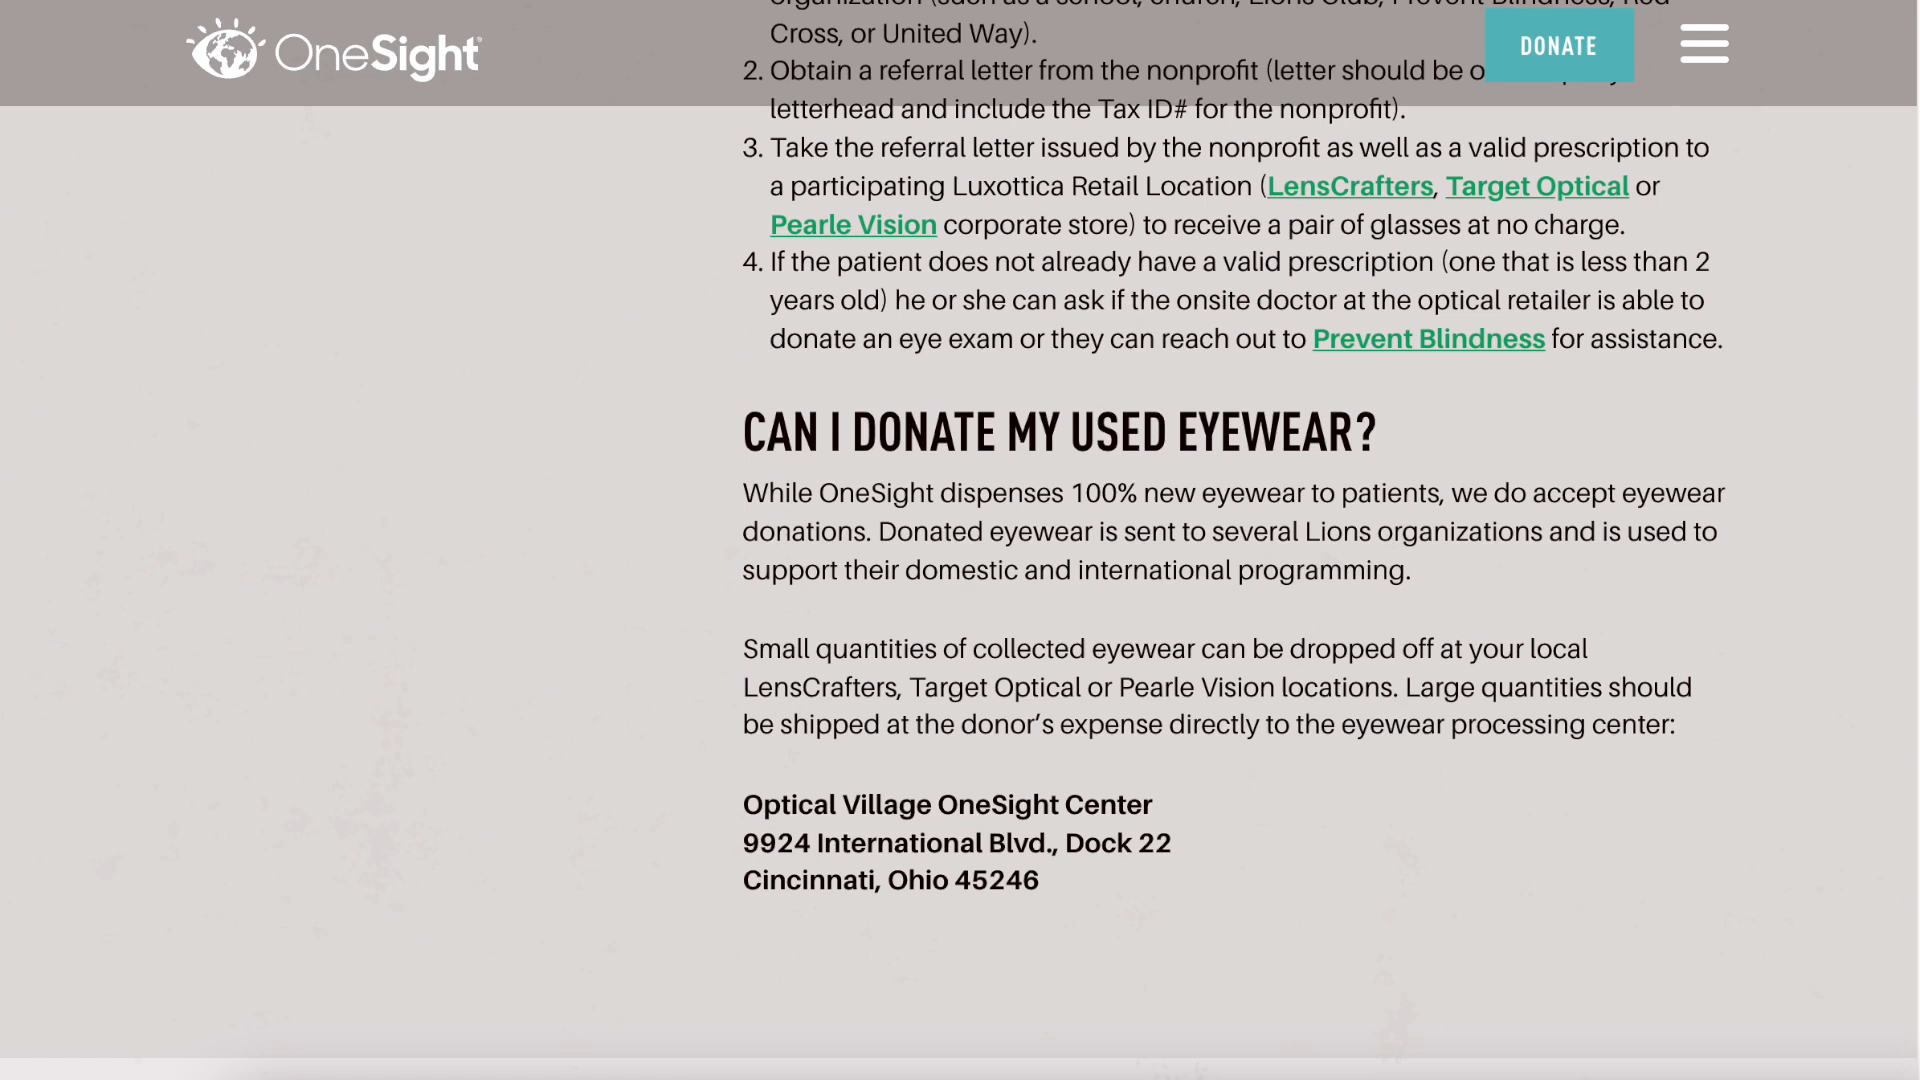 OneSight
DONATE
organization (such as a school, church, Lions Club, Prevent Blindness, Red
Cross, or United Way).
2. Obtain a referral letter from the nonprofit (letter should be
letterhead and include the Tax ID# for the nonprofit).
3. Take the referral letter issued by the nonprofit as well as a valid prescription to
a participating Luxottica Retail Location (LensCrafters, Target Optical or
Pearle Vision corporate store) to receive a pair of glasses at no charge.
4. If the patient does not already have a valid prescription (one that is less than 2
years old) he or she can ask if the onsite doctor at the optical retailer is able to
donate an eye exam or they can reach out to Prevent Blindness for assistance.
CAN I DONATE MY USED EYEWEAR?
While OneSight dispenses 100% new eyewear to patients, we do accept eyewear
donations. Donated eyewear is sent to several Lions organizations and is used to
support their domestic and international programming.
Small quantities of collected eyewear can be dropped off at your local
LensCrafters, Target Optical or Pearle Vision locations. Large quantities should
be shipped at the donor’s expense directly to the eyewear processing center:
Optical Village OneSight Center
9924 International Blvd., Dock 22
Cincinnati, Ohio 45246